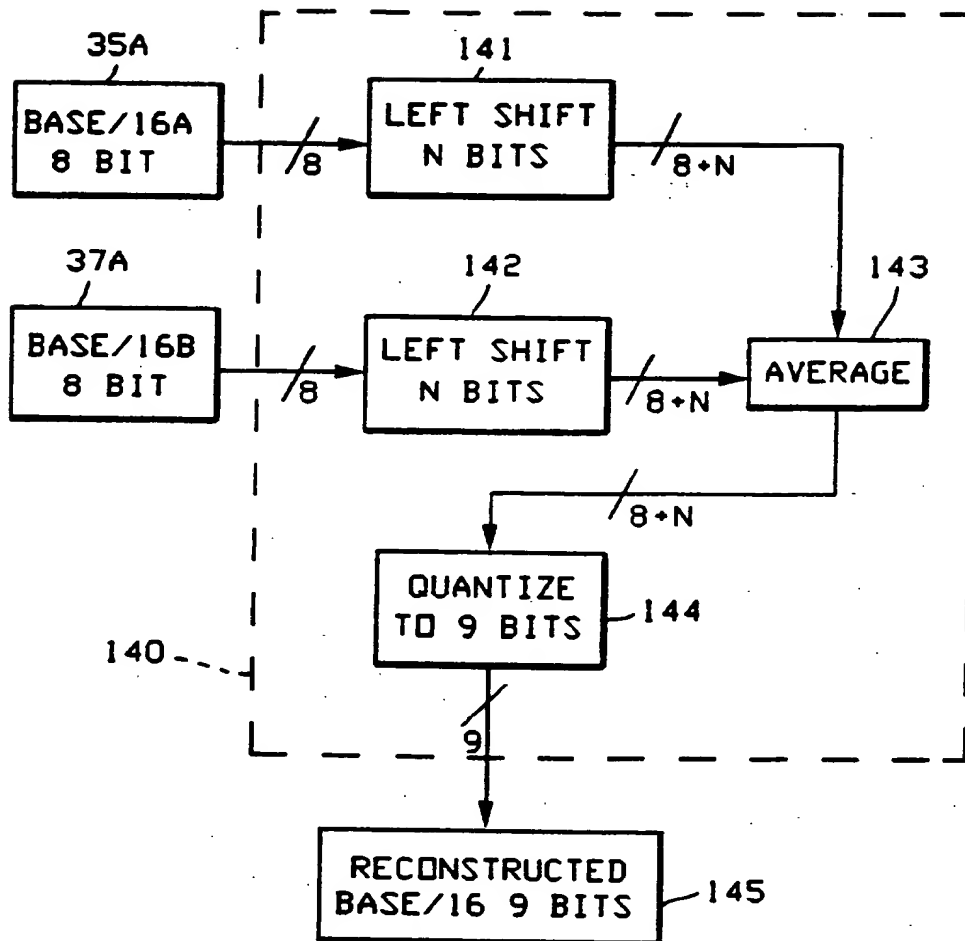 35A
141
BASE/16A
8 BIT
8
LEFT SHIFT
N BITS
8+N
37A
142
143
BASE/16B
8 BIT
8
LEFT SHIFT
N BITS
8+N
AVERAGE
8+N
QUANTIZE
TO 9 BITS
144
140
9
RECONSTRUCTED
BASE/16 9 BITS
145